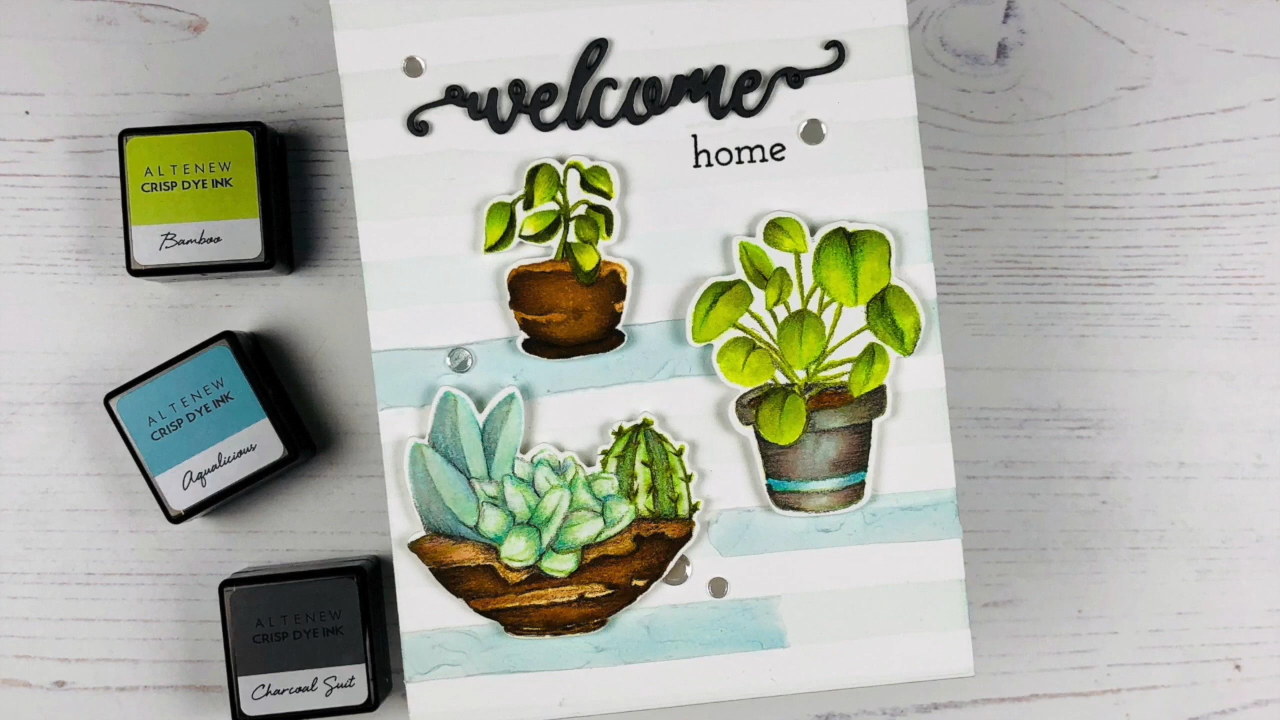 welcome
home
ALTENEW
CRISP DYE INK
Bamboo
ALTENEW
CRISP DYE INK
Aqualicious
ALTENEW
CRISP DYE INK
Charcoal Suit